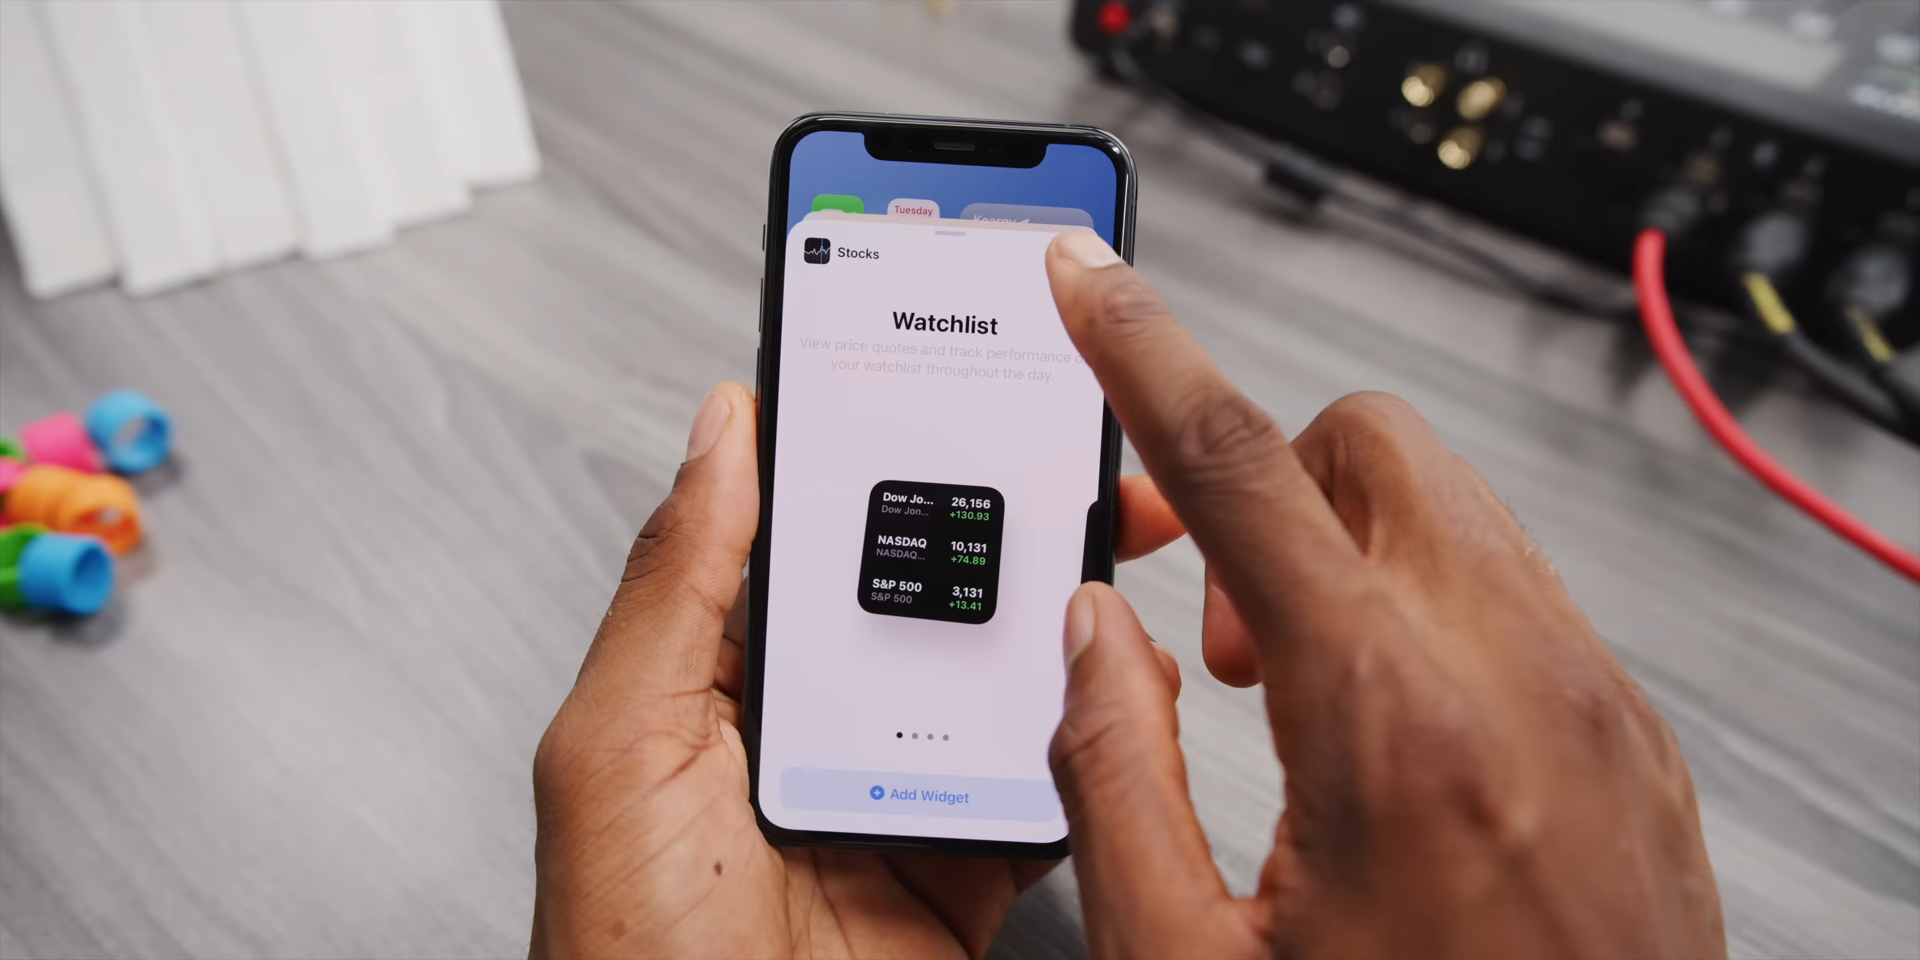 Tuesday
Kearny
Stocks
Watchlist
View price quotes and track performance
your watchlist throughout the day.
Dow Jo... 26,156
Dow Jon... +130.93
NASDAQ 10,131
NASDAQ... +74.89
S&P 500 3,131
S&P 500 +13.41
Add Widget